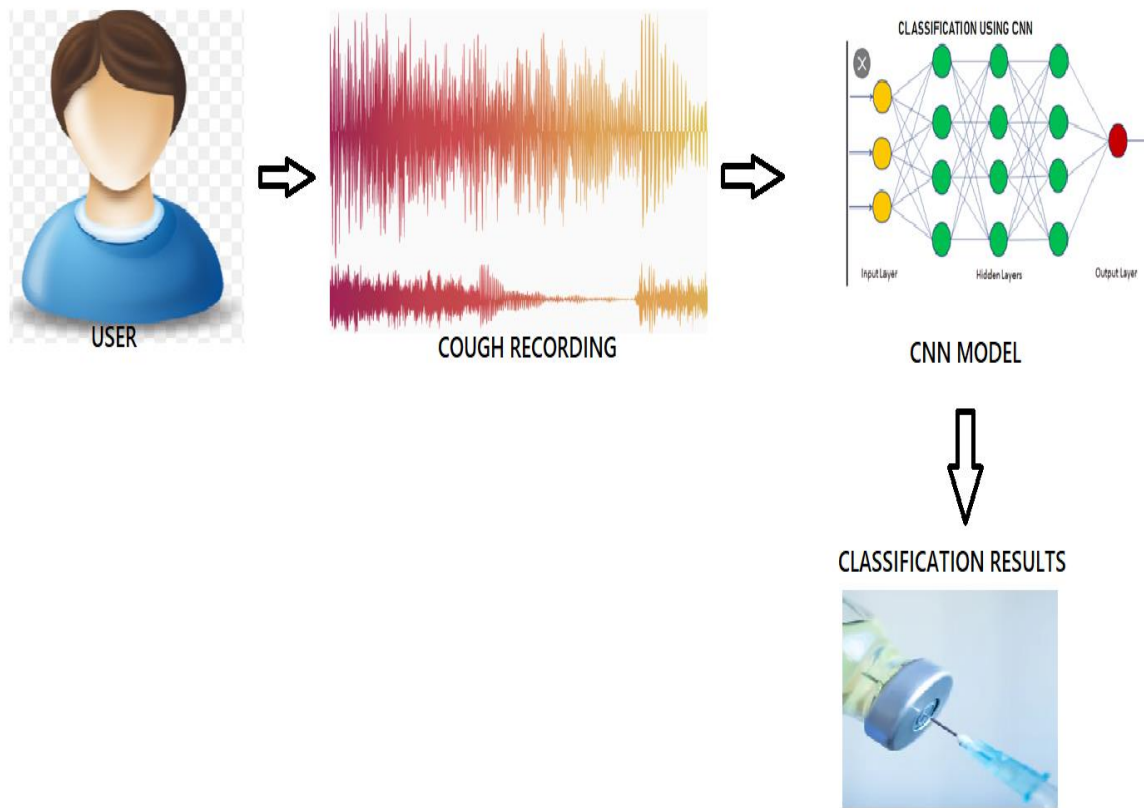 CLASSIFICATION USING CNN
Input Layer
Hidden Layers
Output Layer
USER
COUGH RECORDING
CNN MODEL
CLASSIFICATION RESULTS